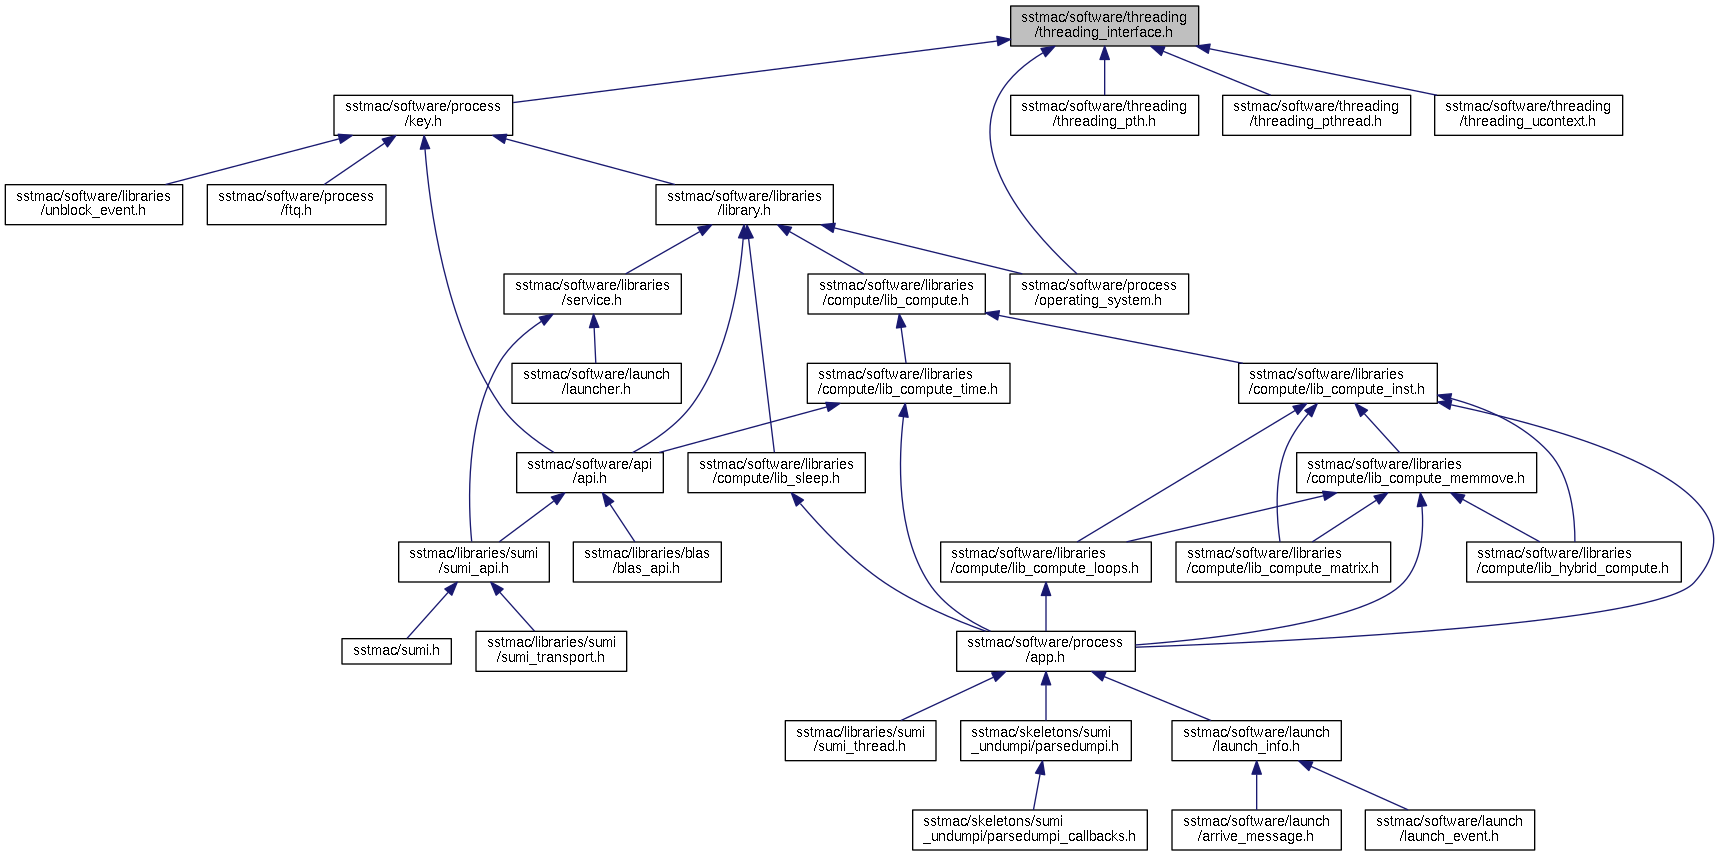 sstmac/software/threading
/threading_interface.h
sstmac/software/process
/key.h
sstmac/software/threading
/threading_pth.h
sstmac/software/threading
/threading_pthread.h
sstmac/software/threading
/threading_ucontext.h
sstmac/software/libraries
/unblock_event.h
sstmac/software/process
/ftq.h
sstmac/software/libraries
/library.h
sstmac/software/libraries
/service.h
sstmac/software/libraries
/compute/lib_compute.h
sstmac/software/process
/operating_system.h
sstmac/software/launch
/launcher.h
sstmac/software/libraries
/compute/lib_compute_time.h
sstmac/software/libraries
/compute/lib_compute_inst.h
sstmac/software/api
/api.h
sstmac/software/libraries
/compute/lib_sleep.h
sstmac/software/libraries
/compute/lib_compute_memmove.h
sstmac/libraries/sumi
/sumi_api.h
sstmac/libraries/blas
/blas_api.h
sstmac/software/libraries
/compute/lib_compute_loops.h
sstmac/software/libraries
/compute/lib_compute_matrix.h
sstmac/software/libraries
/compute/lib_hybrid_compute.h
sstmac/sumi.h
sstmac/libraries/sumi
/sumi_transport.h
sstmac/software/process
/app.h
sstmac/libraries/sumi
/sumi_thread.h
sstmac/skeletons/sumi
_undumpi/parsedumpi.h
sstmac/software/launch
/launch_info.h
sstmac/skeletons/sumi
_undumpi/parsedumpi_callbacks.h
sstmac/software/launch
/arrive_message.h
sstmac/software/launch
/launch_event.h